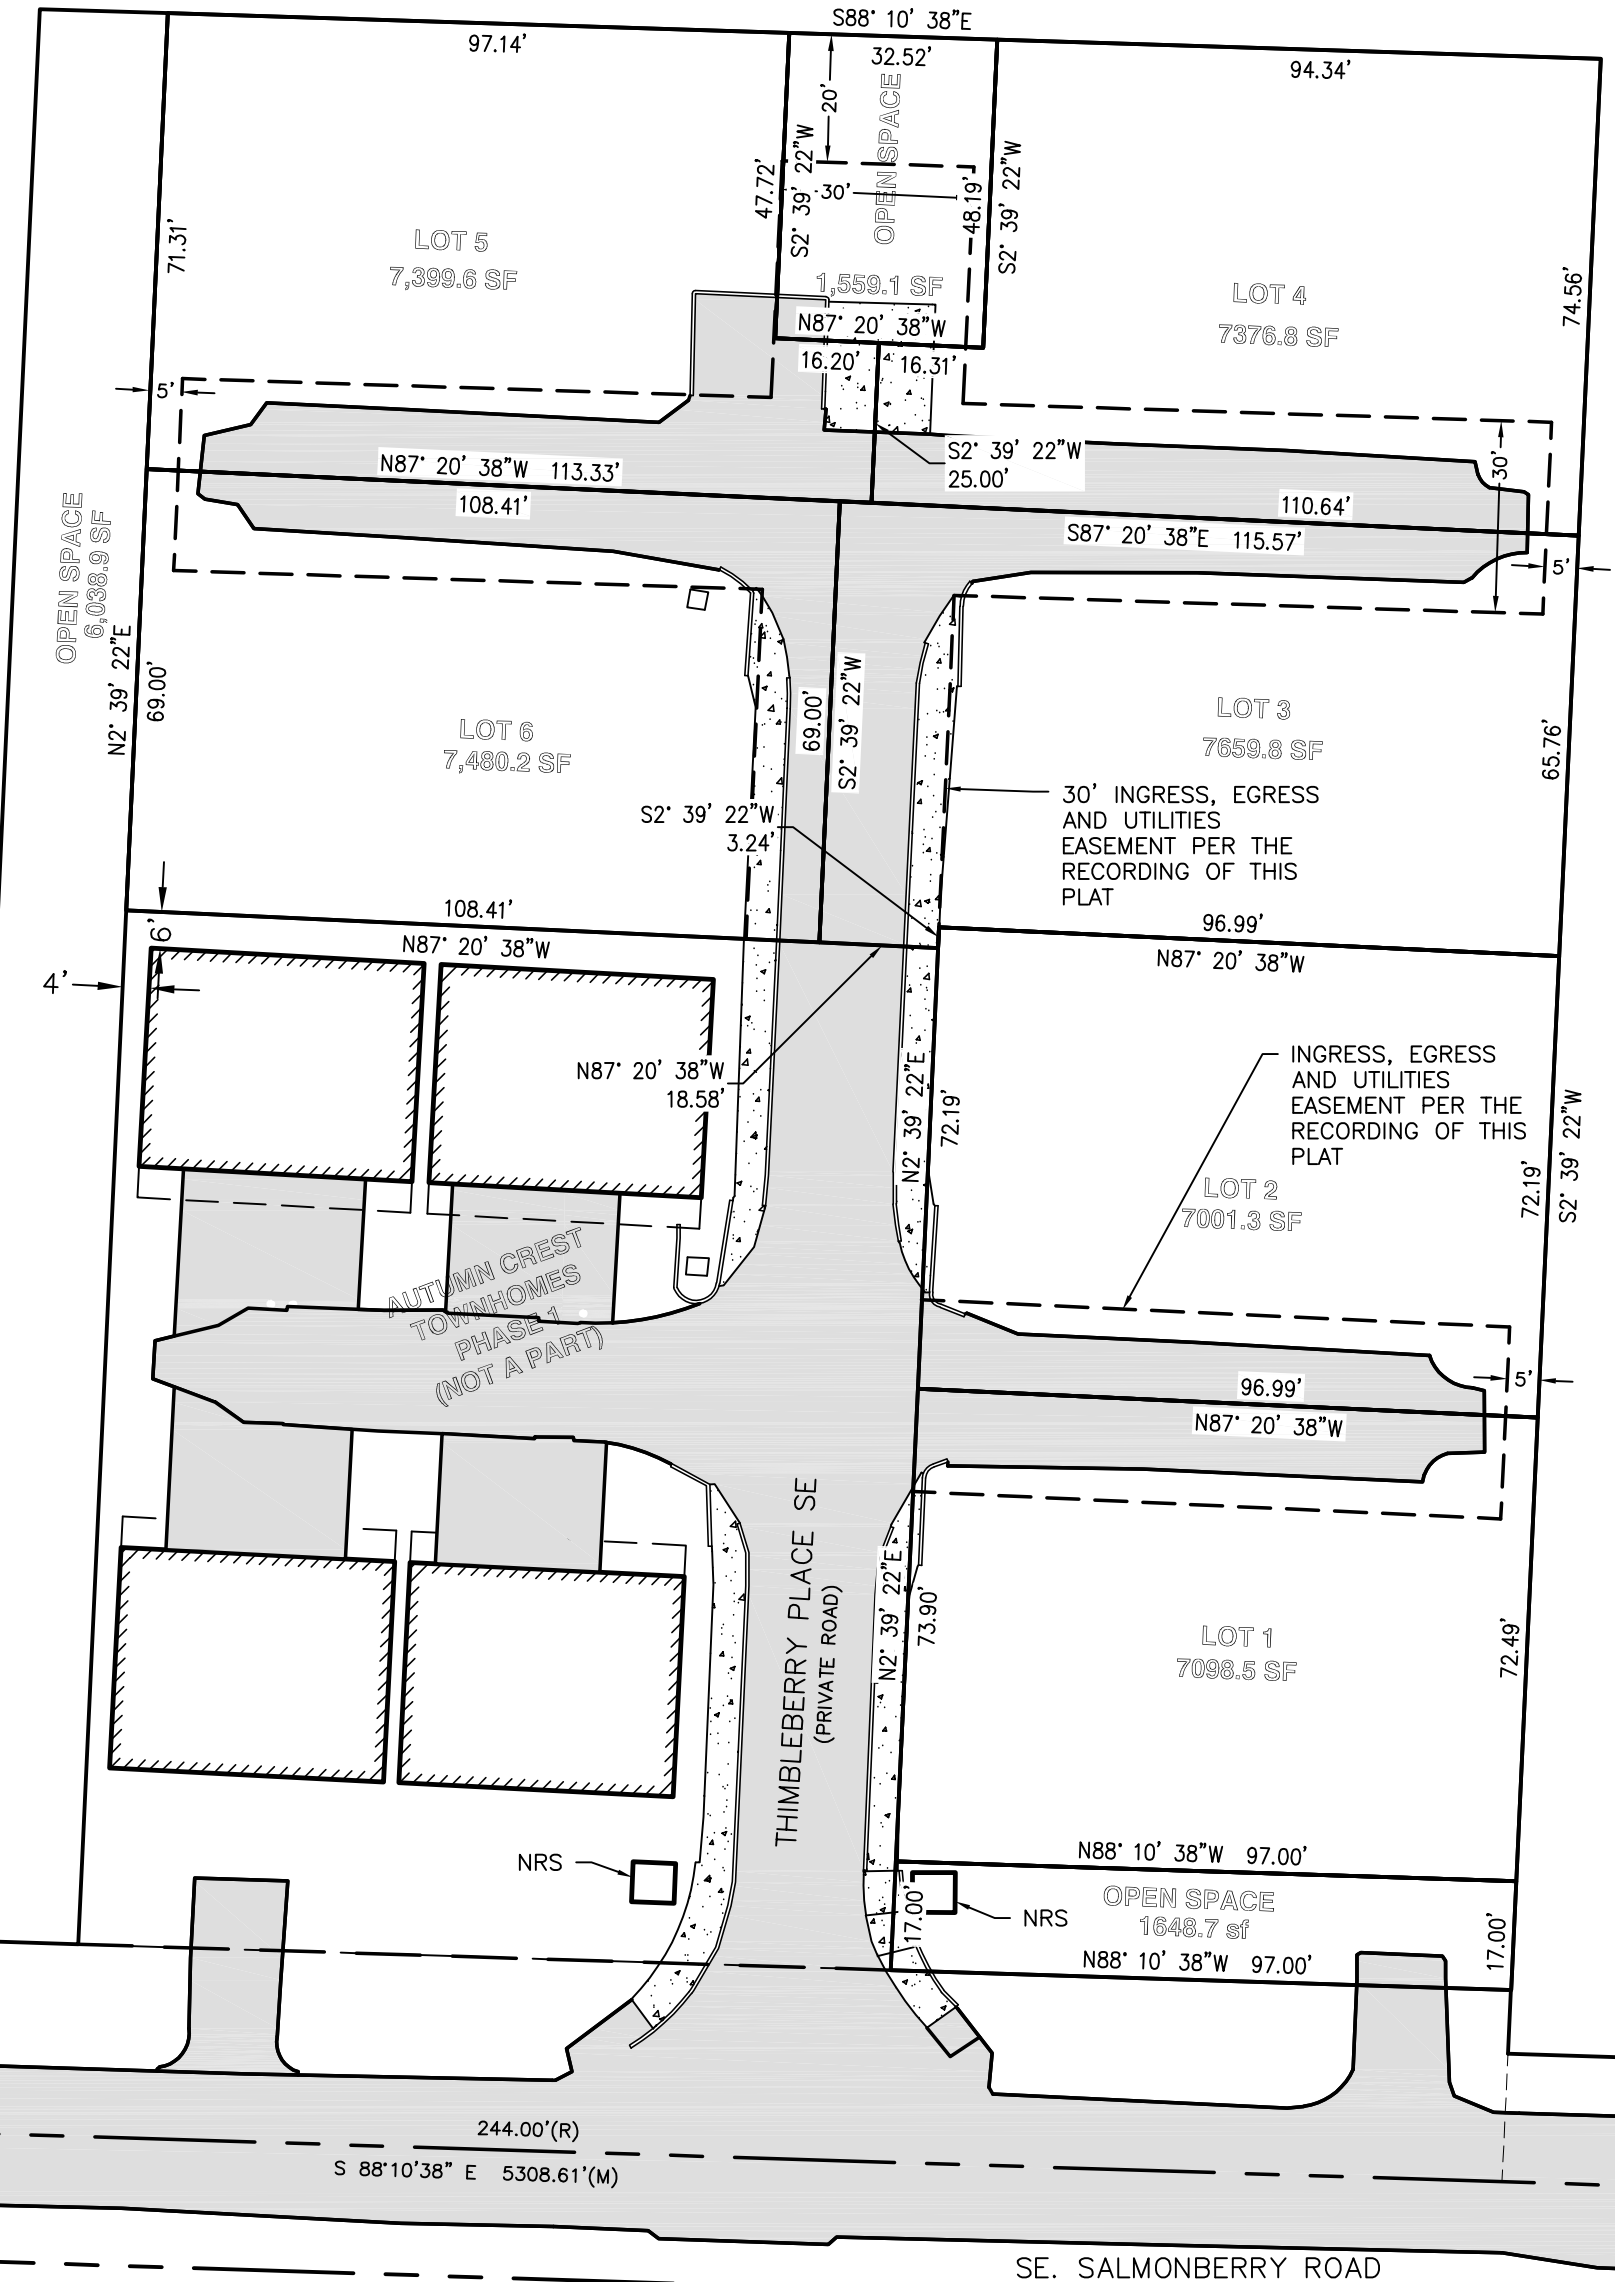 S88° 10' 38"E
97.14'
32.52'
94.34'
20'
OPEN SPACE
1,559.1 SF
47.72'
S2° 39' 22"W
30'
48.19'
S2° 39' 22"W
71.31'
LOT 5
7,399.6 SF
LOT 4
7376.8 SF
74.56'
N87° 20' 38"W
16.20'
16.31'
5'
S2° 39' 22"W
25.00'
30'
N87° 20' 38"W 113.33'
108.41'
110.64'
S87° 20' 38"E 115.57'
5'
OPEN SPACE
6,038.9 SF
N2° 39' 22"E
69.00'
LOT 6
7,480.2 SF
69.00'
S2° 39' 22"W
LOT 3
7659.8 SF
65.76'
S2° 39' 22"W
3.24'
30' INGRESS, EGRESS
AND UTILITIES
EASEMENT PER THE
RECORDING OF THIS
PLAT
108.41'
N87° 20' 38"W
96.99'
N87° 20' 38"W
6'
4'
N87° 20' 38"W
18.58'
N2° 39' 22"E
72.19'
INGRESS, EGRESS
AND UTILITIES
EASEMENT PER THE
RECORDING OF THIS
PLAT
LOT 2
7001.3 SF
72.19'
S2° 39' 22"W
AUTUMN CREST
TOWNHOMES
PHASE 1
(NOT A PART)
96.99'
N87° 20' 38"W
5'
THIMBLEBERRY PLACE SE
(PRIVATE ROAD)
N2° 39' 22"E
73.90'
LOT 1
7098.5 SF
72.49'
N88° 10' 38"W 97.00'
NRS
17.00'
NRS
OPEN SPACE
1648.7 sf
17.00'
N88° 10' 38"W 97.00'
244.00'(R)
S 88°10'38" E 5308.61'(M)
SE. SALMONBERRY ROAD